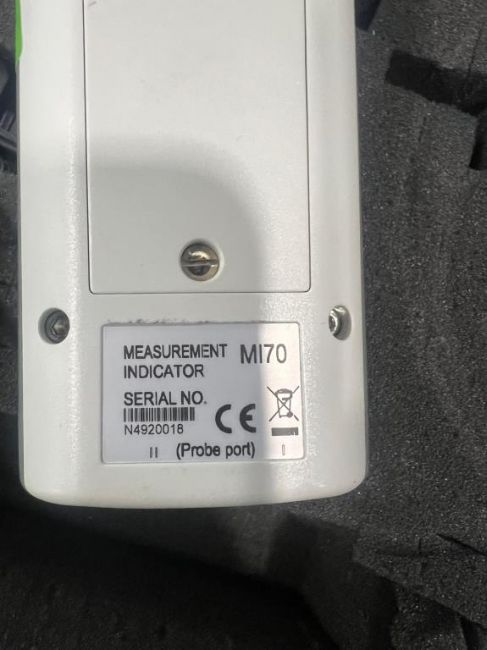 MEASUREMENT MI70
INDICATOR
SERIAL NO.
N4920018
CE
II (Probe port) I